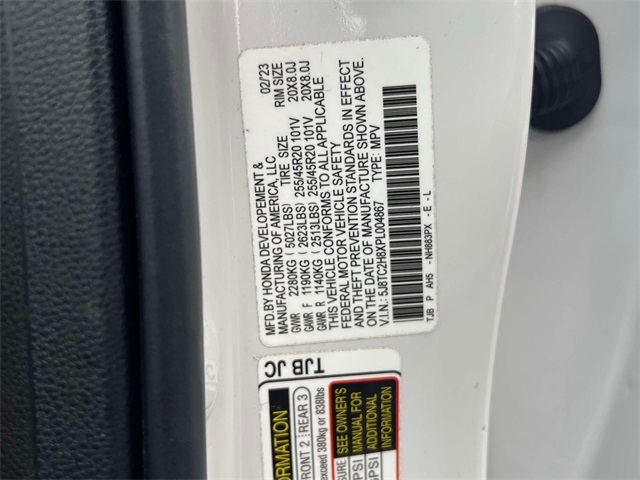 MFD.BY HONDA DEVELOPMENT & 02/23
MANUFACTURING OF AMERICA, LLC
TIRE SIZE RIM SIZE
GVWR 2280KG (5027LBS) 255/45R20 101V 20X8.0J
GAWR F 1190KG (2623LBS) 255/45R20 101V 20X8.0J
GAWR R 1140KG (2513LBS)
THIS VEHICLE CONFORMS TO ALL APPLICABLE
FEDERAL MOTOR VEHICLE SAFETY
AND THEFT PREVENTION STANDARDS IN EFFECT
ON THE DATE OF MANUFACTURE SHOWN ABOVE.
V.I.N.: 5J8TC2H8XPL004867 TYPE: MPV
TJB P AH5 - NH883PX - E - L
TJB JC
ORMATION
FRONT 2 REAR 3
exceed 380kg or 838lbs
SURE SEE OWNER'S
PSI MANUAL FOR
PSI ADDITIONAL
INFORMATION